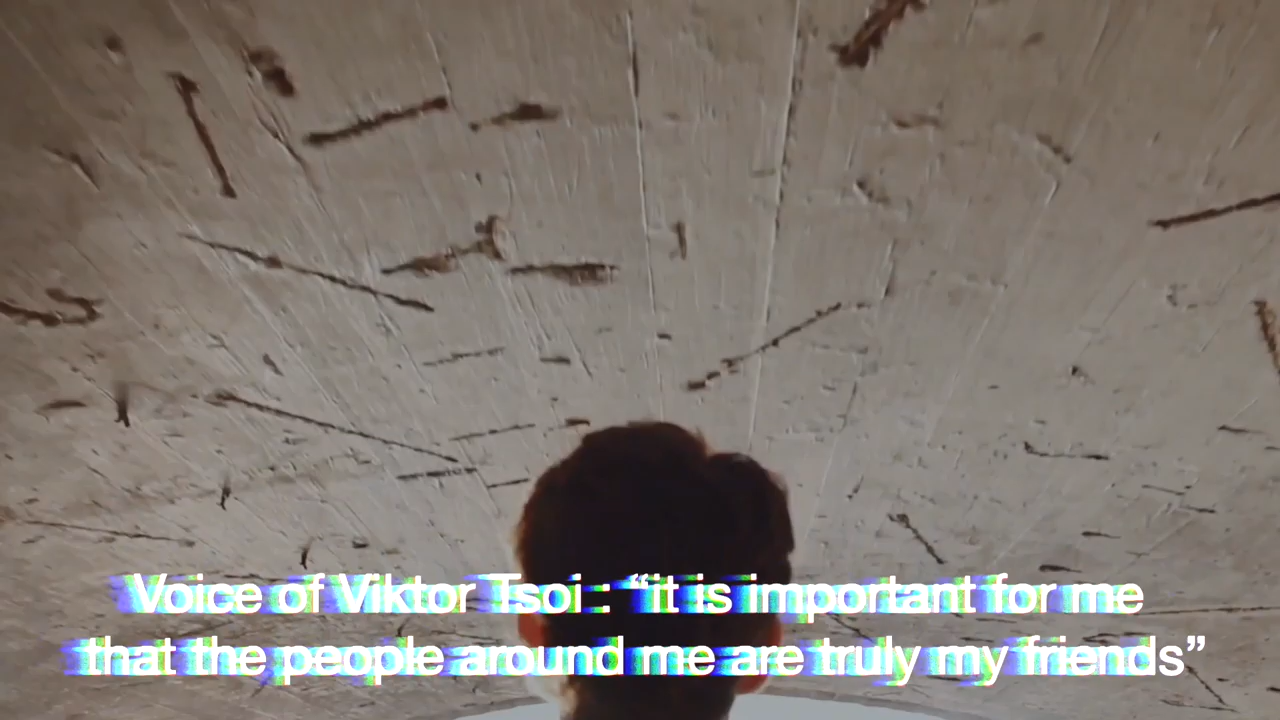 Voice of Viktor Tsoi : “it is important for me
that the people around me are truly my friends”